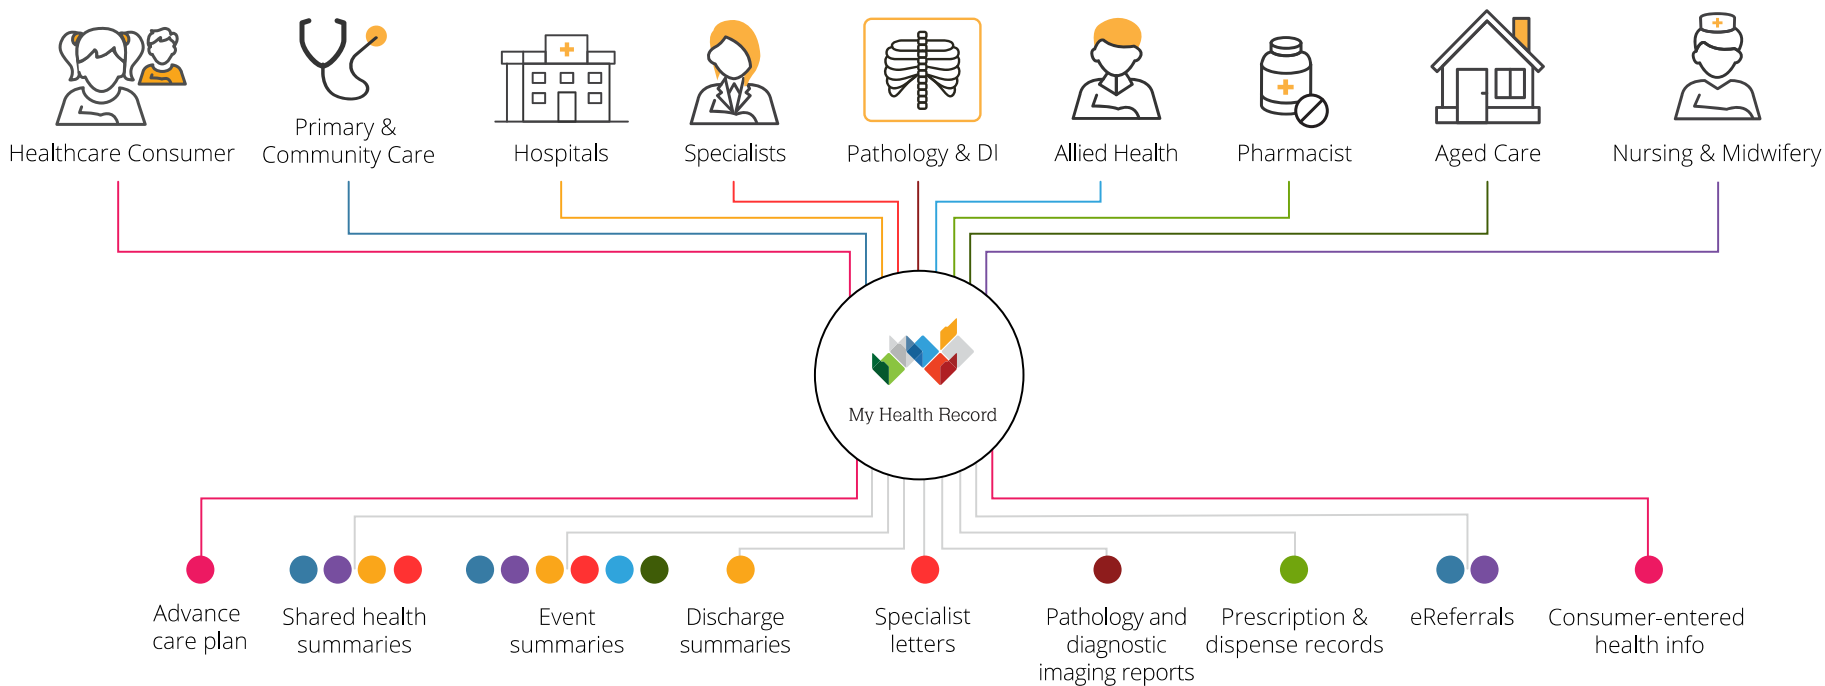 Healthcare Consumer
Primary &
Community Care
Hospitals
Specialists
Pathology & DI
Allied Health
Pharmacist
Aged Care
Nursing & Midwifery
My Health Record
Advance
care plan
Shared health
summaries
Event
summaries
Discharge
summaries
Specialist
letters
Pathology and
diagnostic
imaging reports
Prescription &
dispense records
eReferrals
Consumer-entered
health info